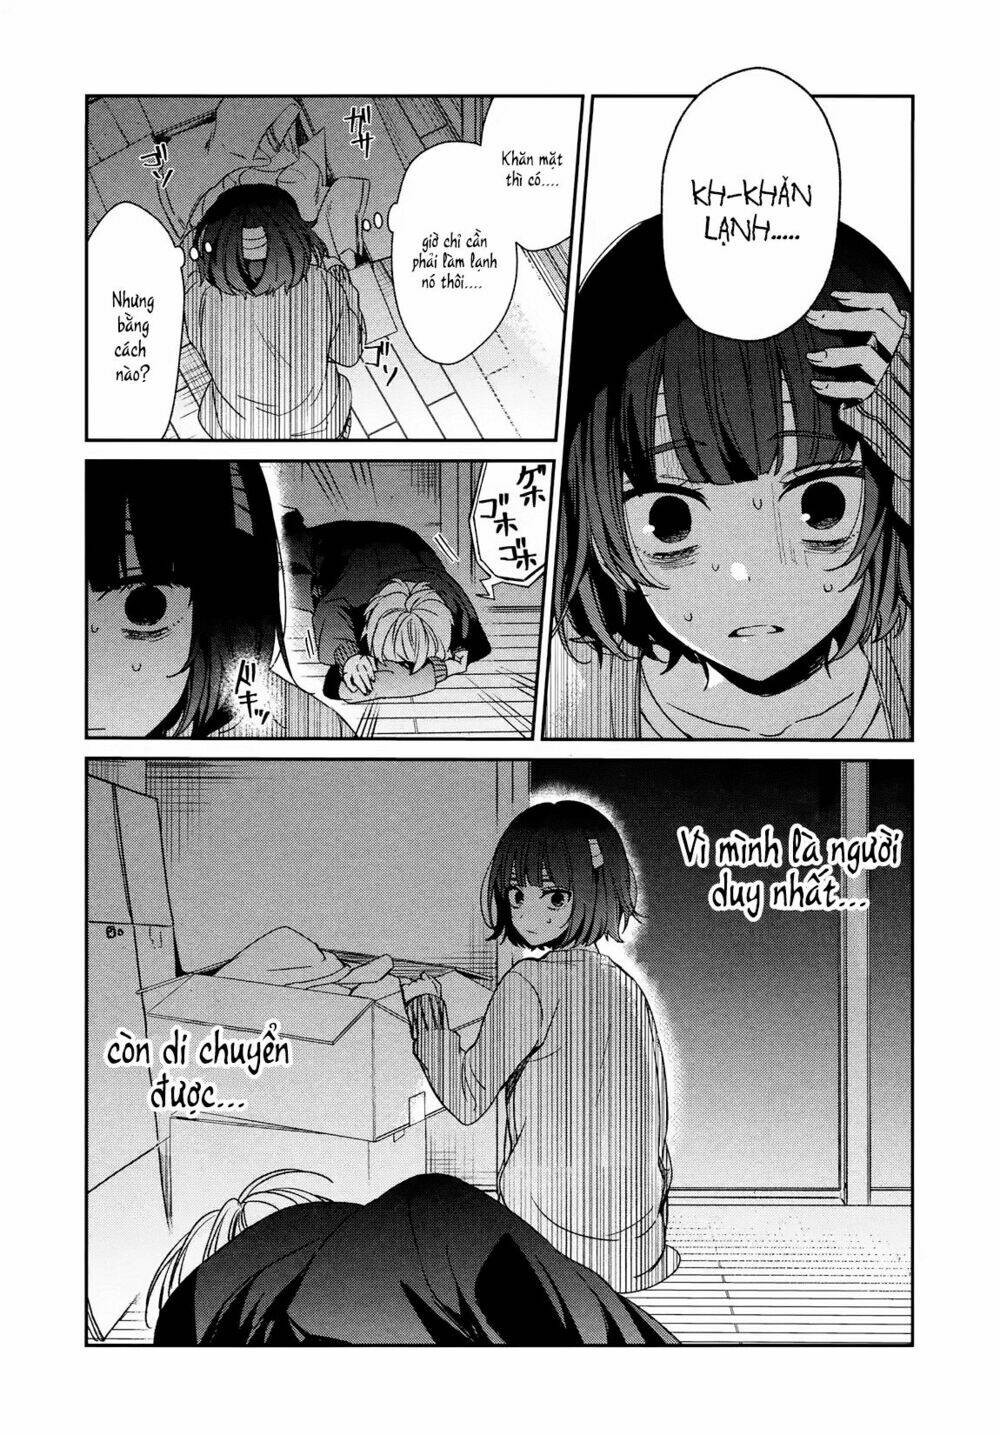 KH-KHĂN
LẠNH.....
Khăn mặt
thì có....
giờ chỉ cần
phải làm lạnh
nó thôi....
Nhưng
bằng
cách
nào?
ガサ
ゴソ
ゴソ
ゲホ
ゴホ
ゴホ
ズキッ
Vì mình là người
duy nhất...
còn di chuyển
được...